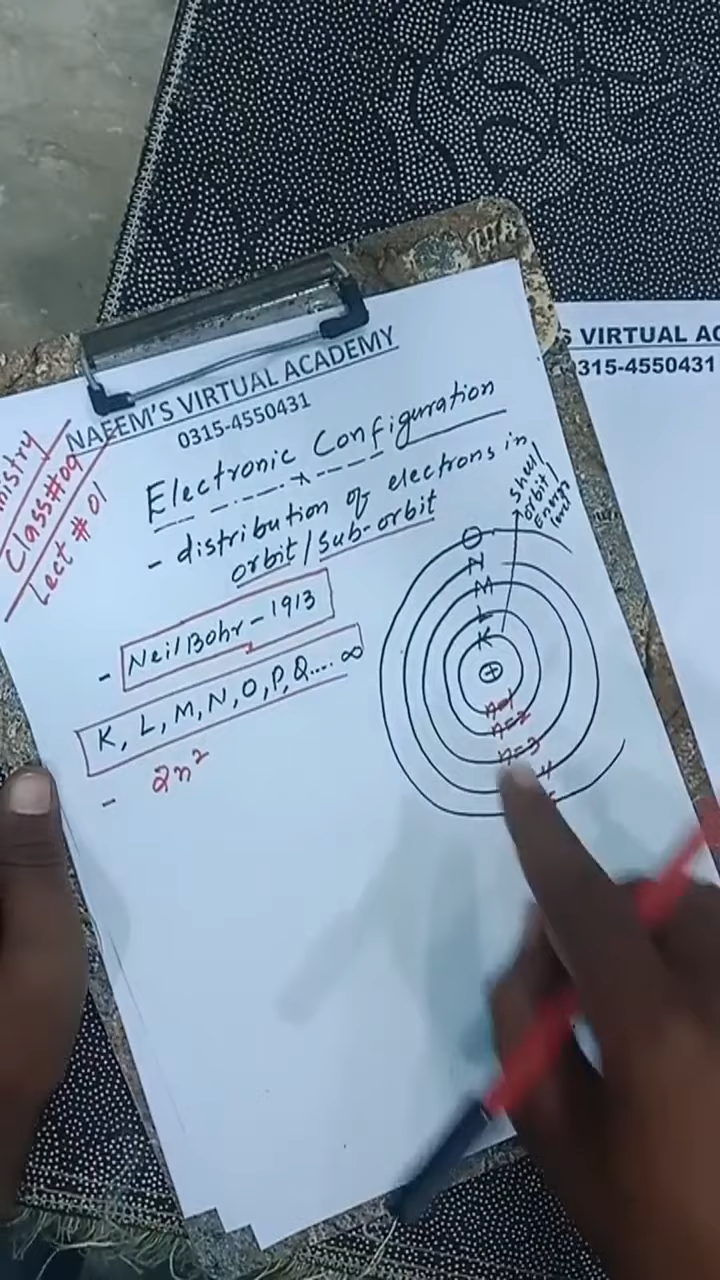 NAEEM'S VIRTUAL ACADEMY
0315-4550431
S VIRTUAL AC
315-4550431
Class#09
Lect # 01
Electronic Configuration
- distribution of electrons in
orbit/Sub-orbit
- Neil Bohr - 1913
K, L, M, N, O, P, Q.... ∞
- 2n²
shell/
orbit/
Energy
level
O
N
M
L
K
+
n=1
n=2
n=3
4